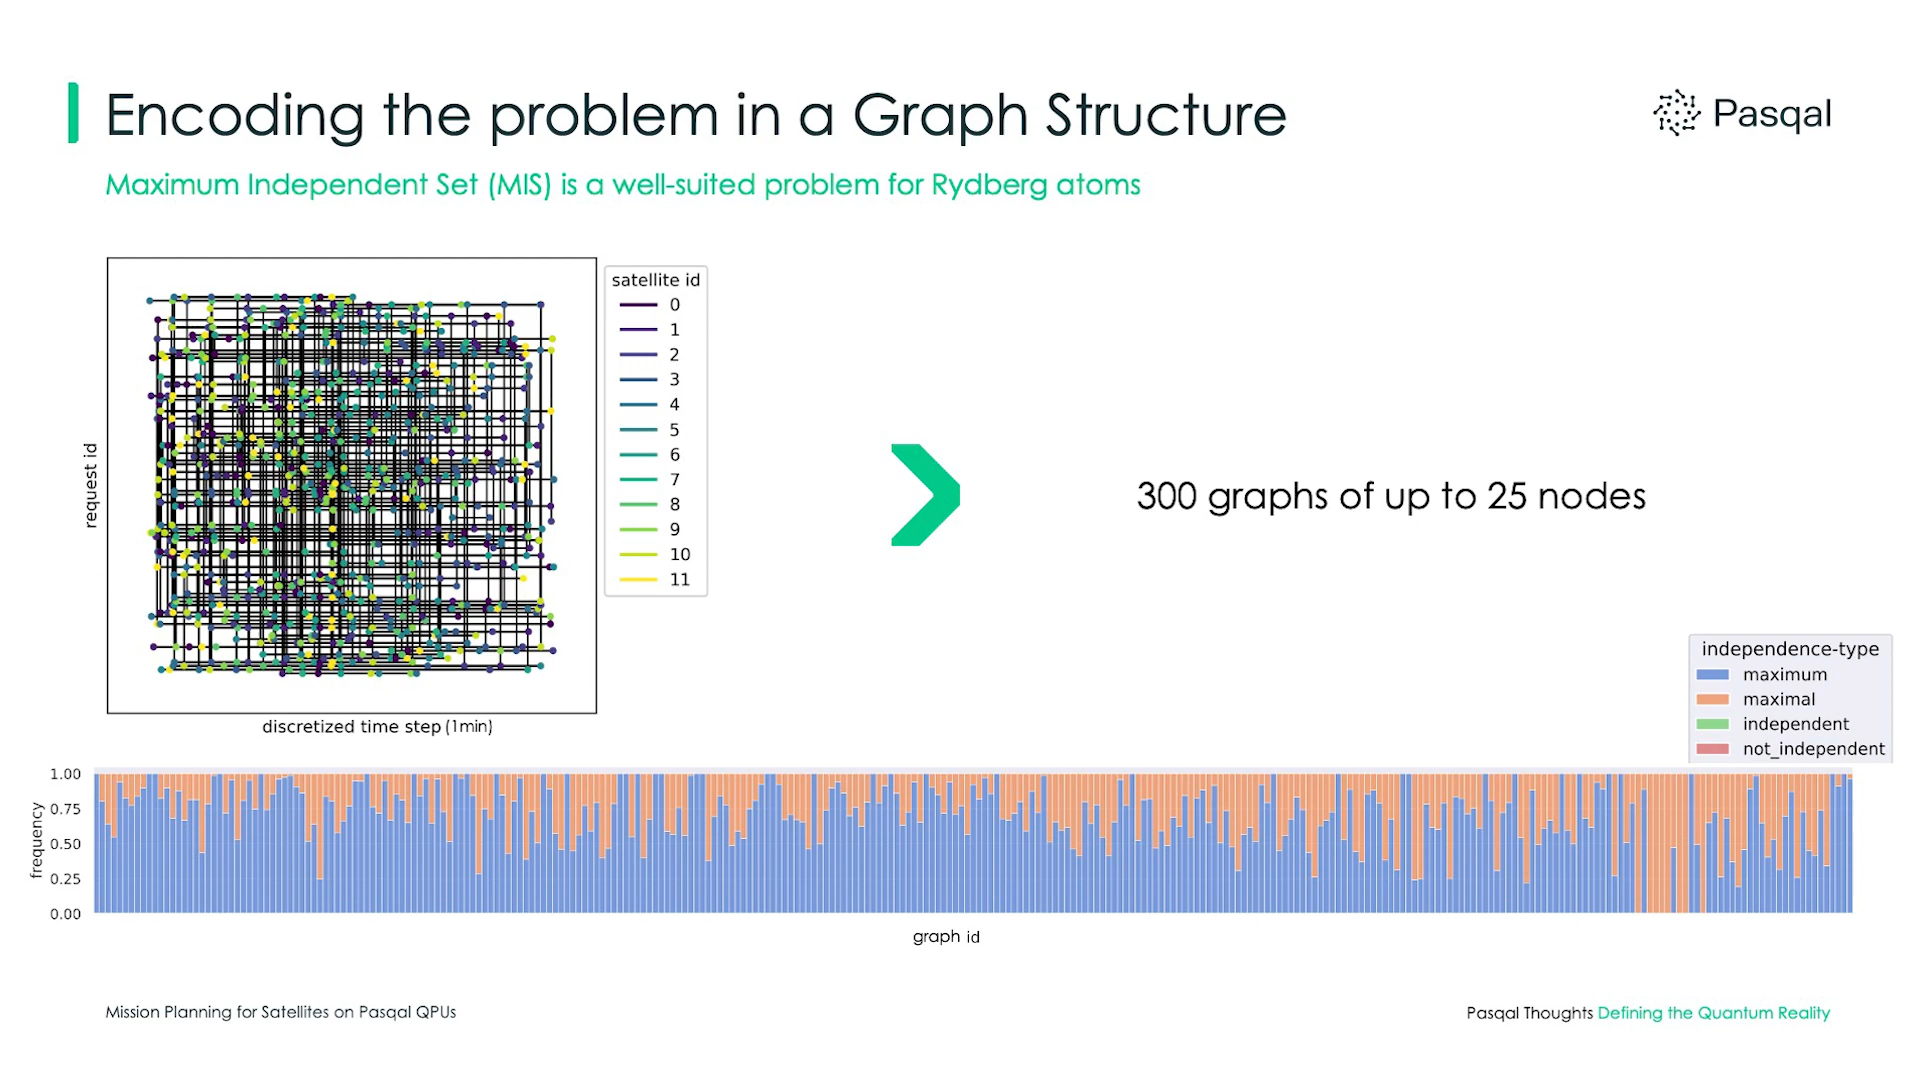 Encoding the problem in a Graph Structure
Pasqal
Maximum Independent Set (MIS) is a well-suited problem for Rydberg atoms
satellite id
0
1
2
3
4
5
6
7
8
9
10
11
request id
discretized time step (1min)
300 graphs of up to 25 nodes
independence-type
maximum
maximal
independent
not_independent
1.00
0.75
0.50
0.25
0.00
frequency
graph id
Mission Planning for Satellites on Pasqal QPUs
Pasqal Thoughts Defining the Quantum Reality